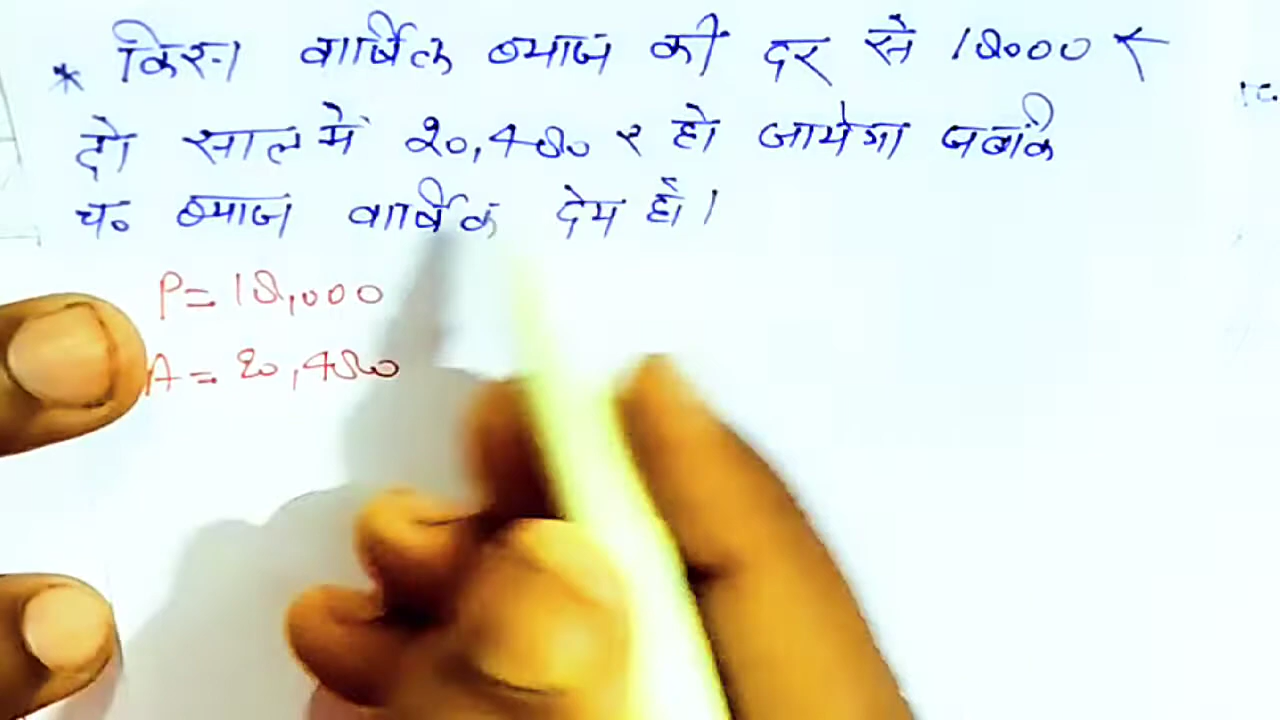 * किस वार्षिक ब्याज की दर से 18000 ₹
दो साल में 20,480 ₹ हो जायेगा जबकि
च० ब्याज वार्षिक देय हो।
P = 18,000
A = 20,480